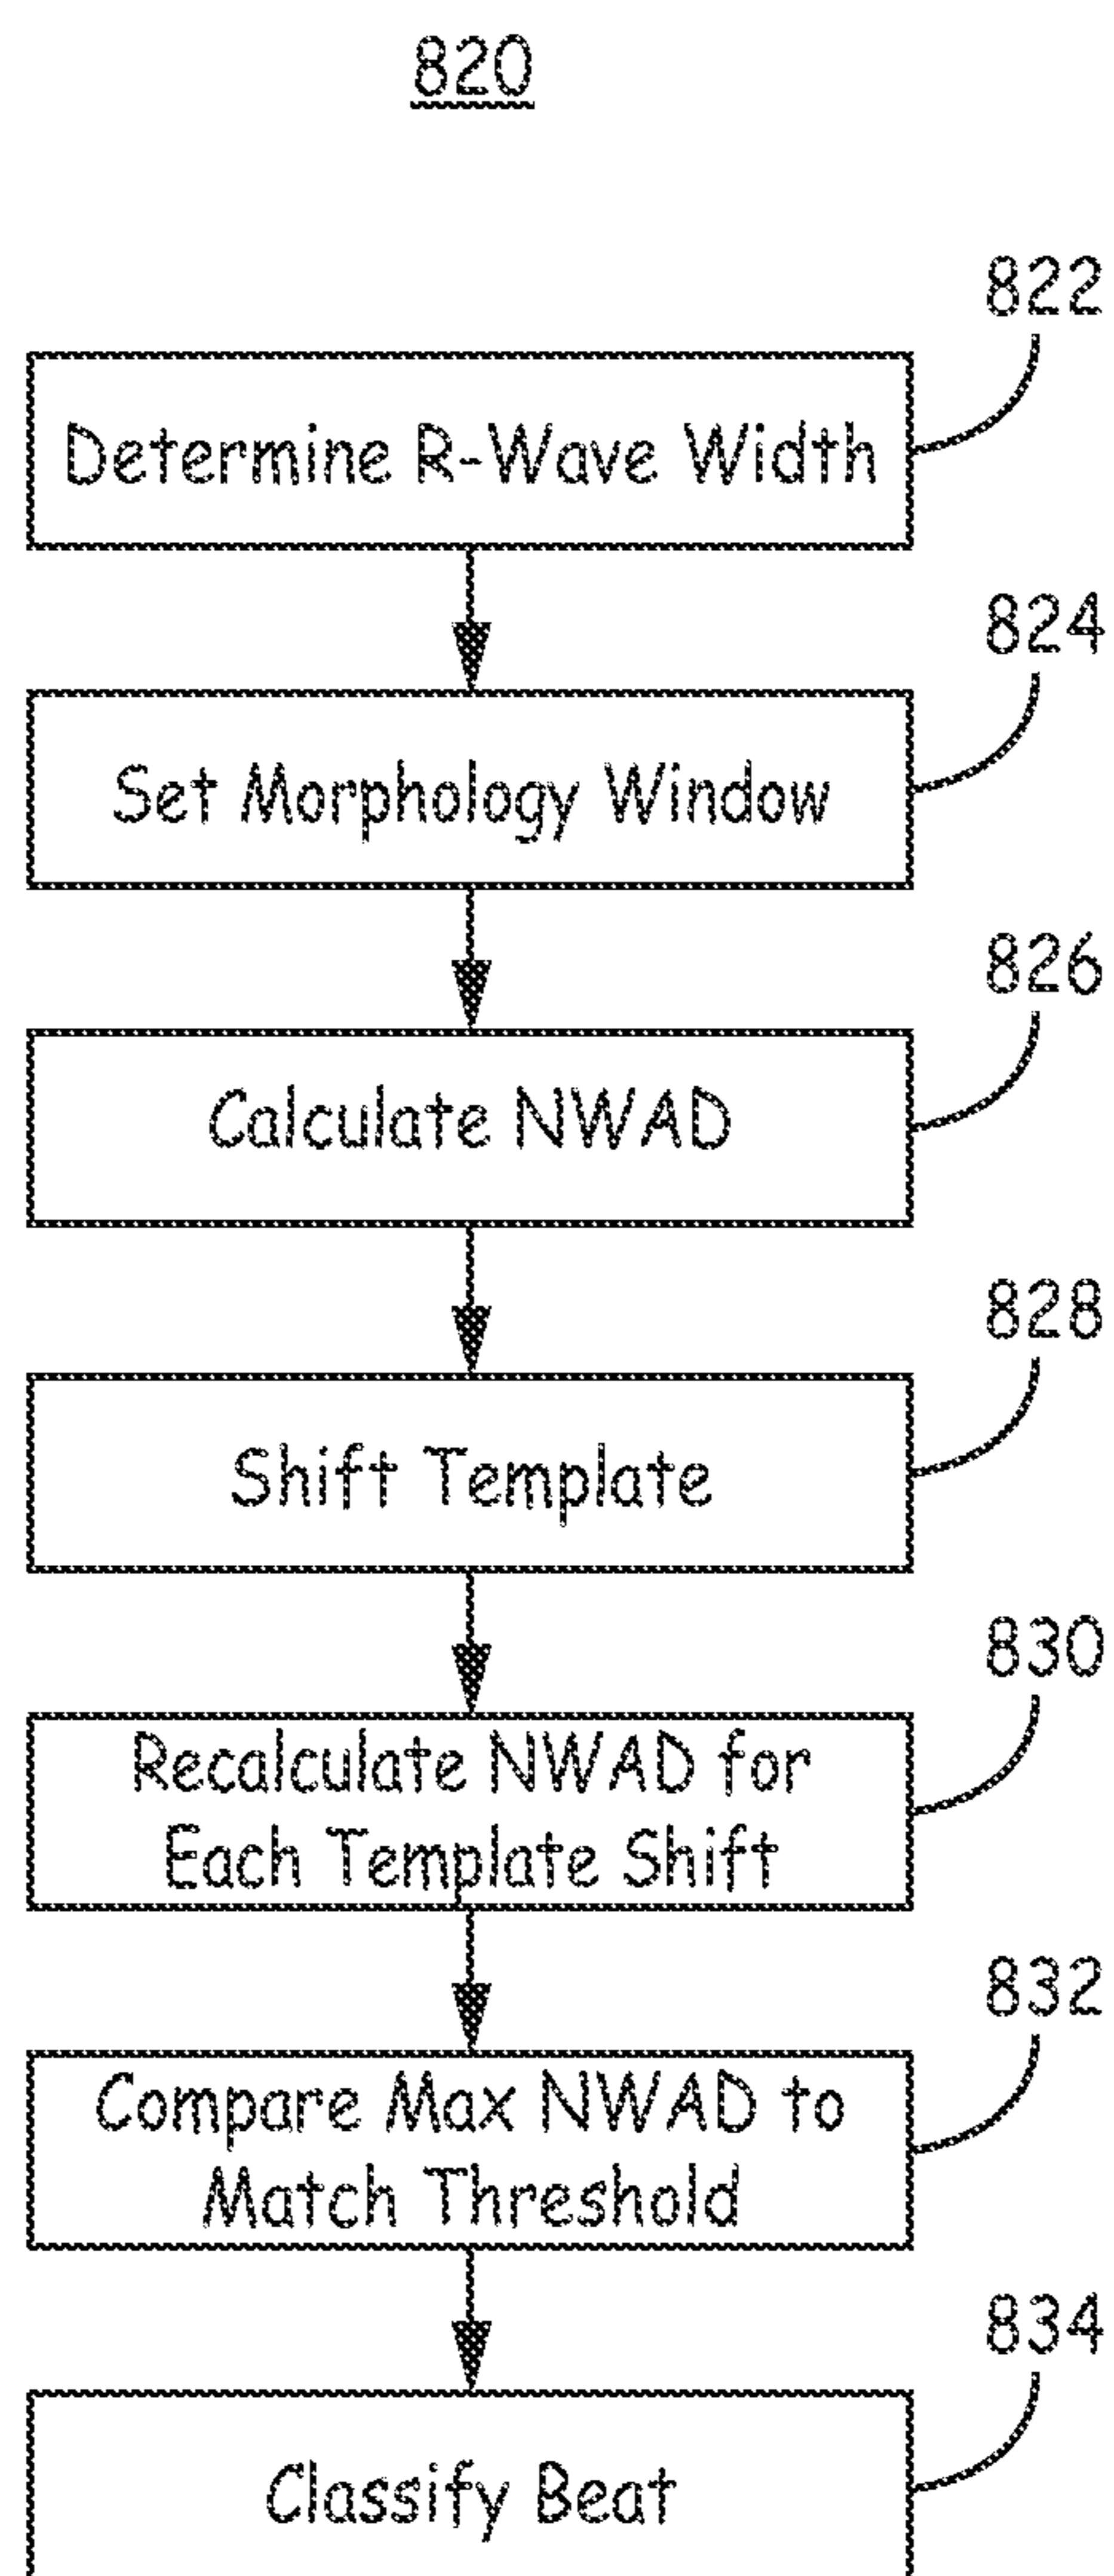 820
822
Determine R-Wave Width
824
Set Morphology Window
826
Calculate NWAD
828
Shift Template
830
Recalculate NWAD for
Each Template Shift
832
Compare Max NWAD to
Match Threshold
834
Classify Beat